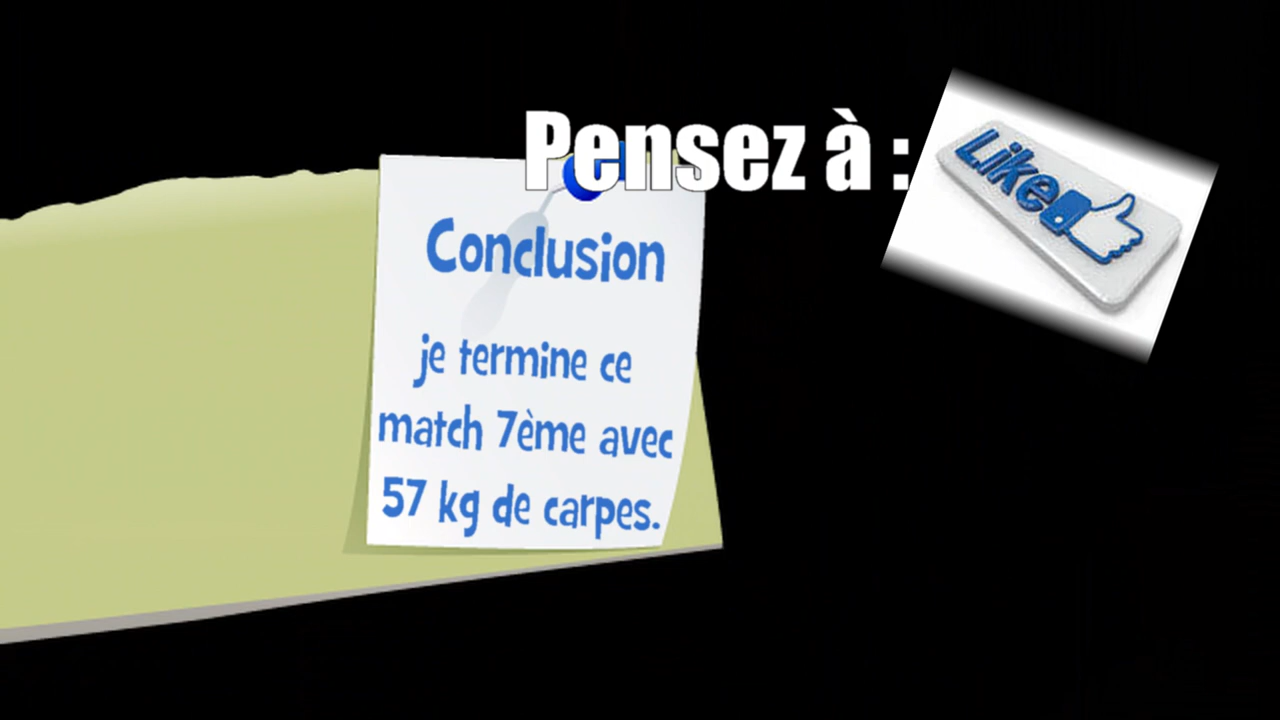 Pensez à :
Like
Conclusion
je termine ce
match 7ème avec
57 kg de carpes.